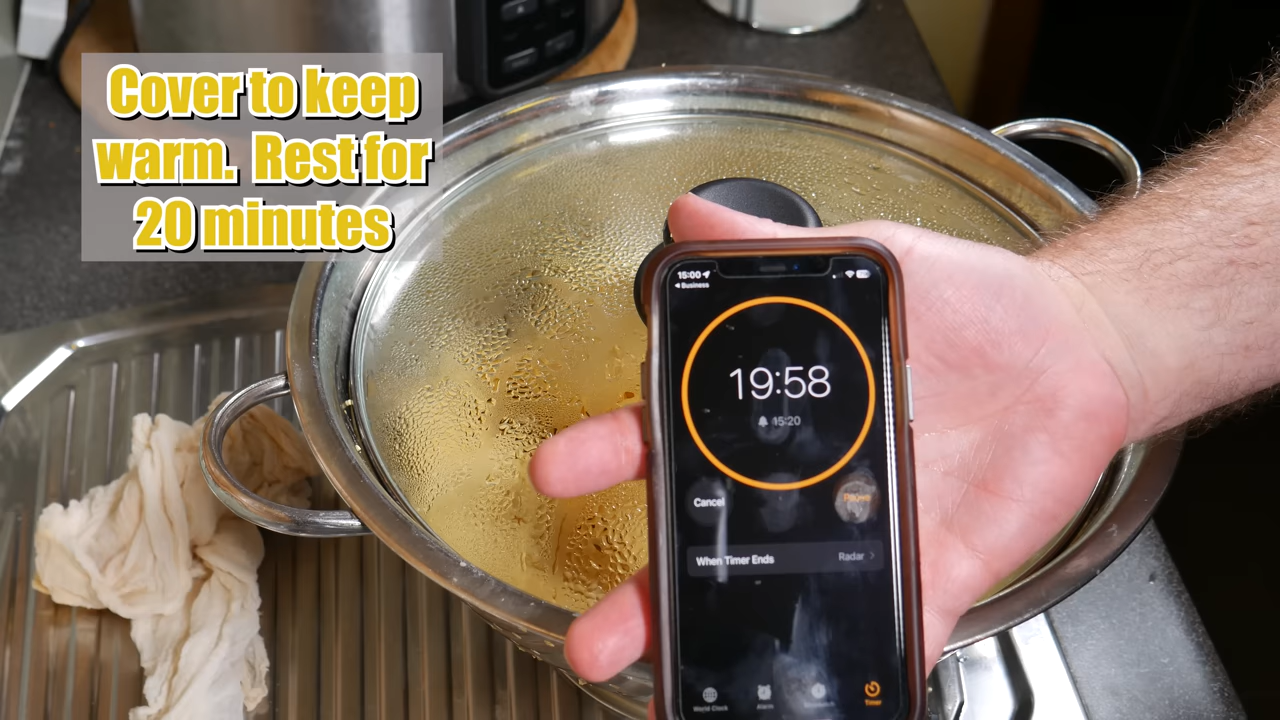 Cover to keep
warm. Rest for
20 minutes
15:00
Business
19:58
15:20
Cancel
Pause
When Timer Ends
Radar
World Clock
Alarm
Stopwatch
Timer